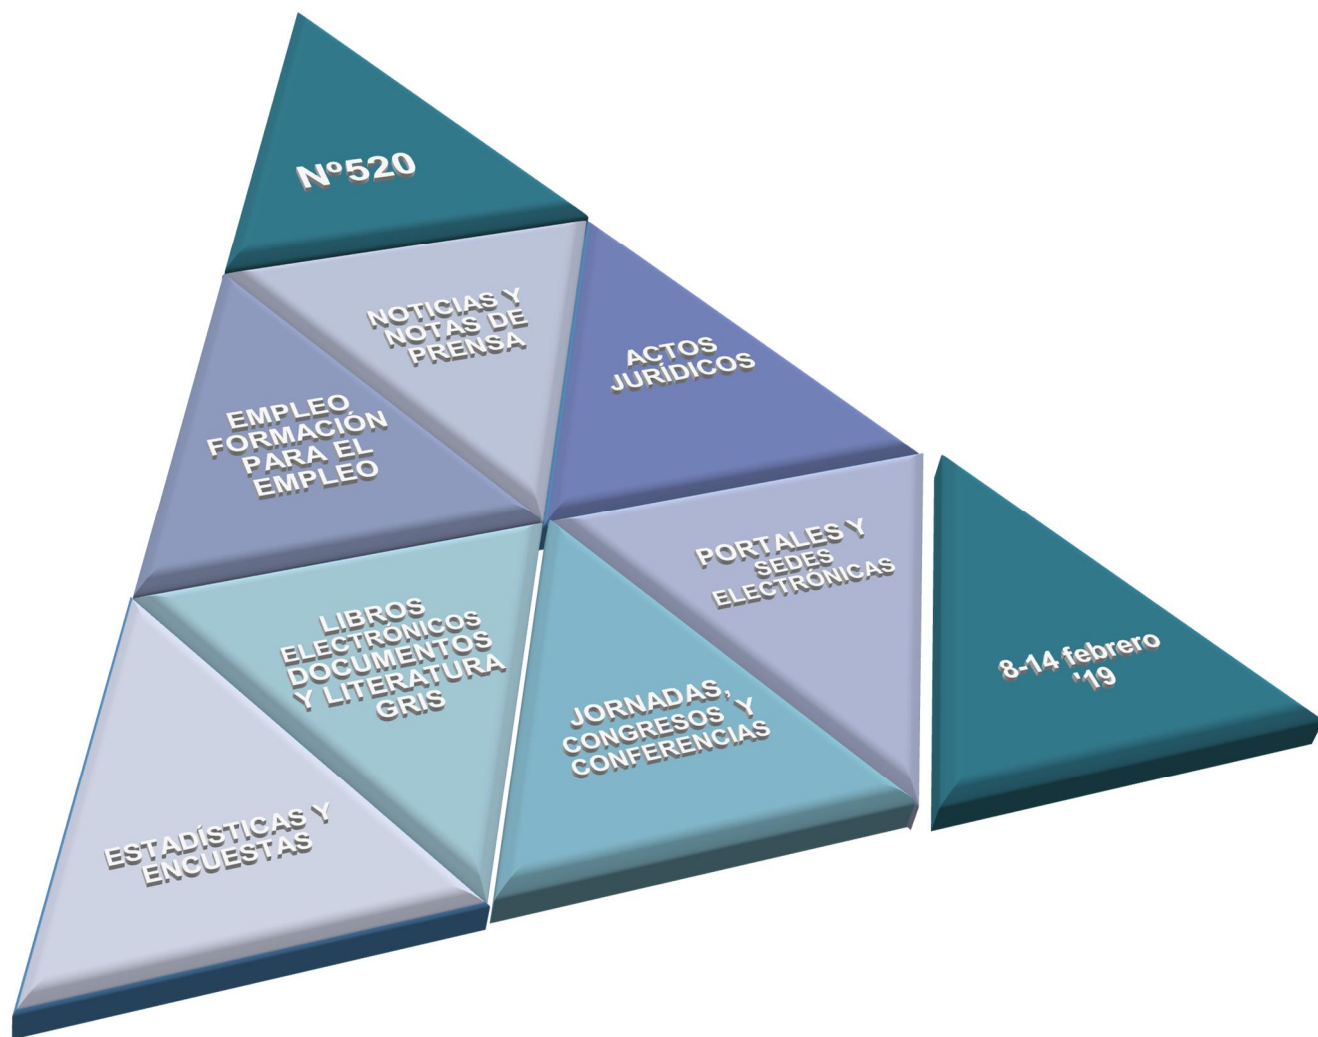 Nº520
NOTICIAS Y
NOTAS DE
PRENSA
ACTOS
JURÍDICOS
EMPLEO
FORMACIÓN
PARA EL
EMPLEO
PORTALES Y
SEDES
ELECTRÓNICAS
LIBROS
ELECTRÓNICOS
DOCUMENTOS
Y LITERATURA
GRIS
JORNADAS,
CONGRESOS Y
CONFERENCIAS
8-14 febrero
'19
ESTADÍSTICAS Y
ENCUESTAS